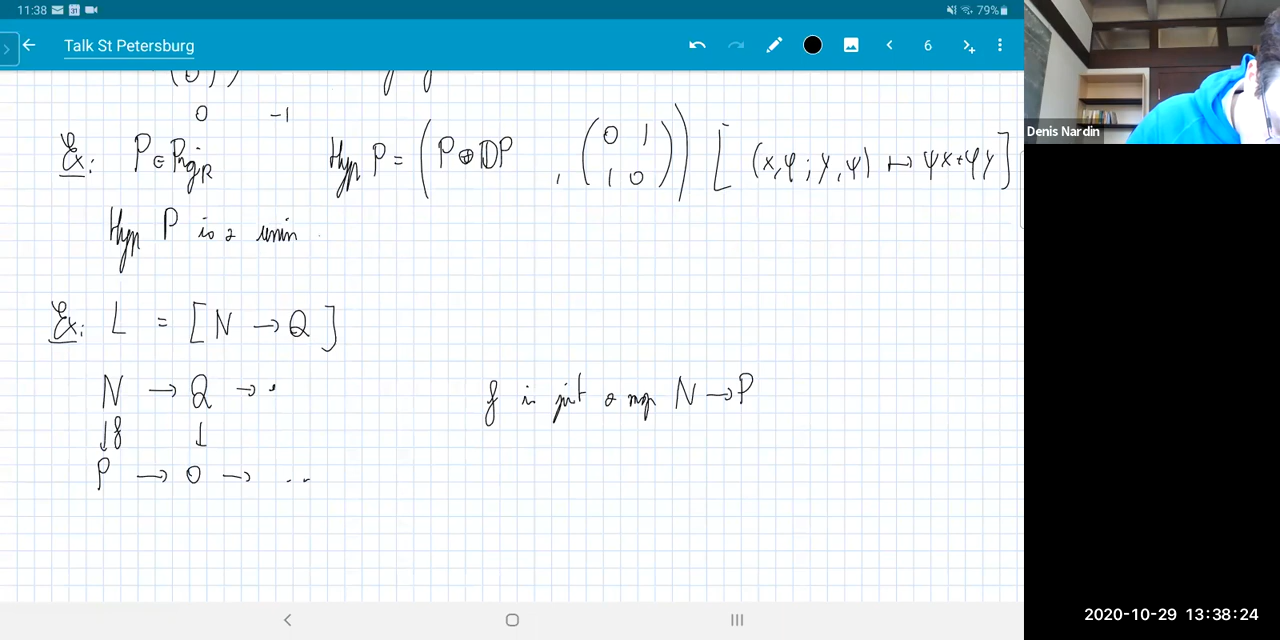 11:38 79%
Talk St Petersburg
6
0 -1
Ex: P ∈ Proj_R Hyp P = (P⊕DP, (0 1 1 0)) [(x,φ; y,ψ) ↦ ψx+φy]
Hyp P is a unim
Denis Nardin
Ex: L = [N → Q]
N → Q → · f is just a map N → P
↓f ↓
P → 0 → ...
2020-10-29 13:38:24